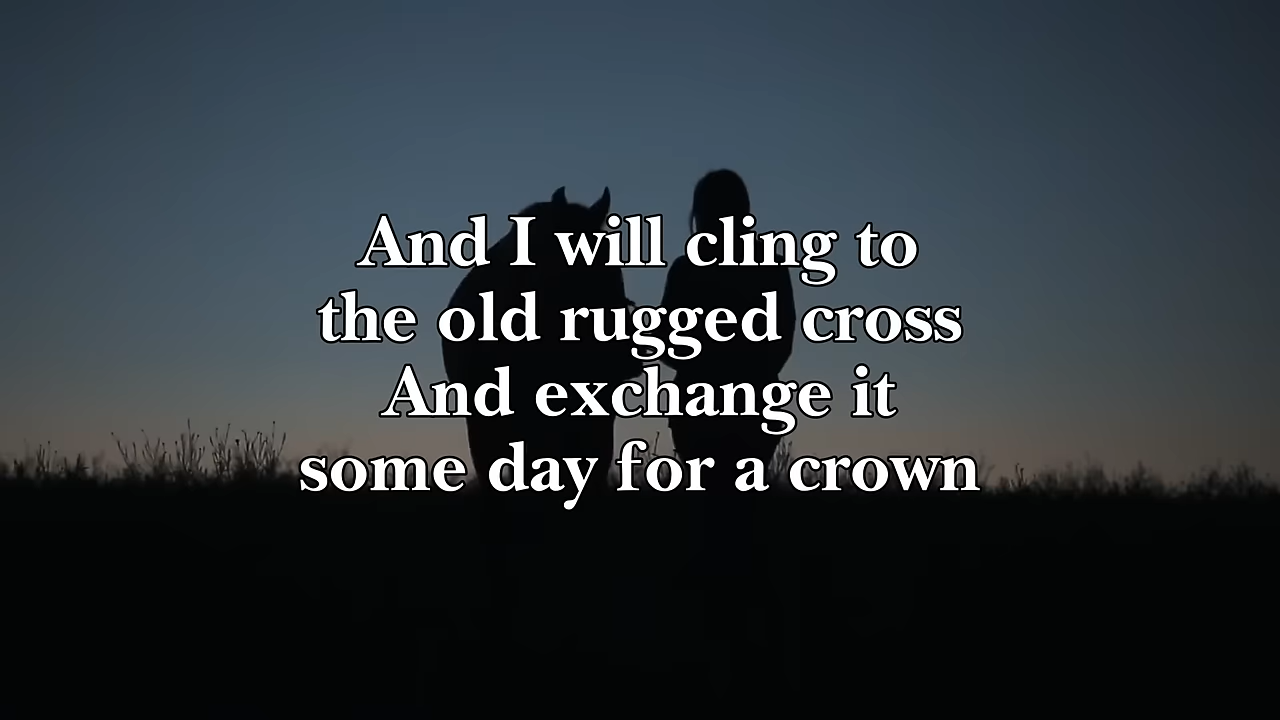 And I will cling to
the old rugged cross
And exchange it
some day for a crown